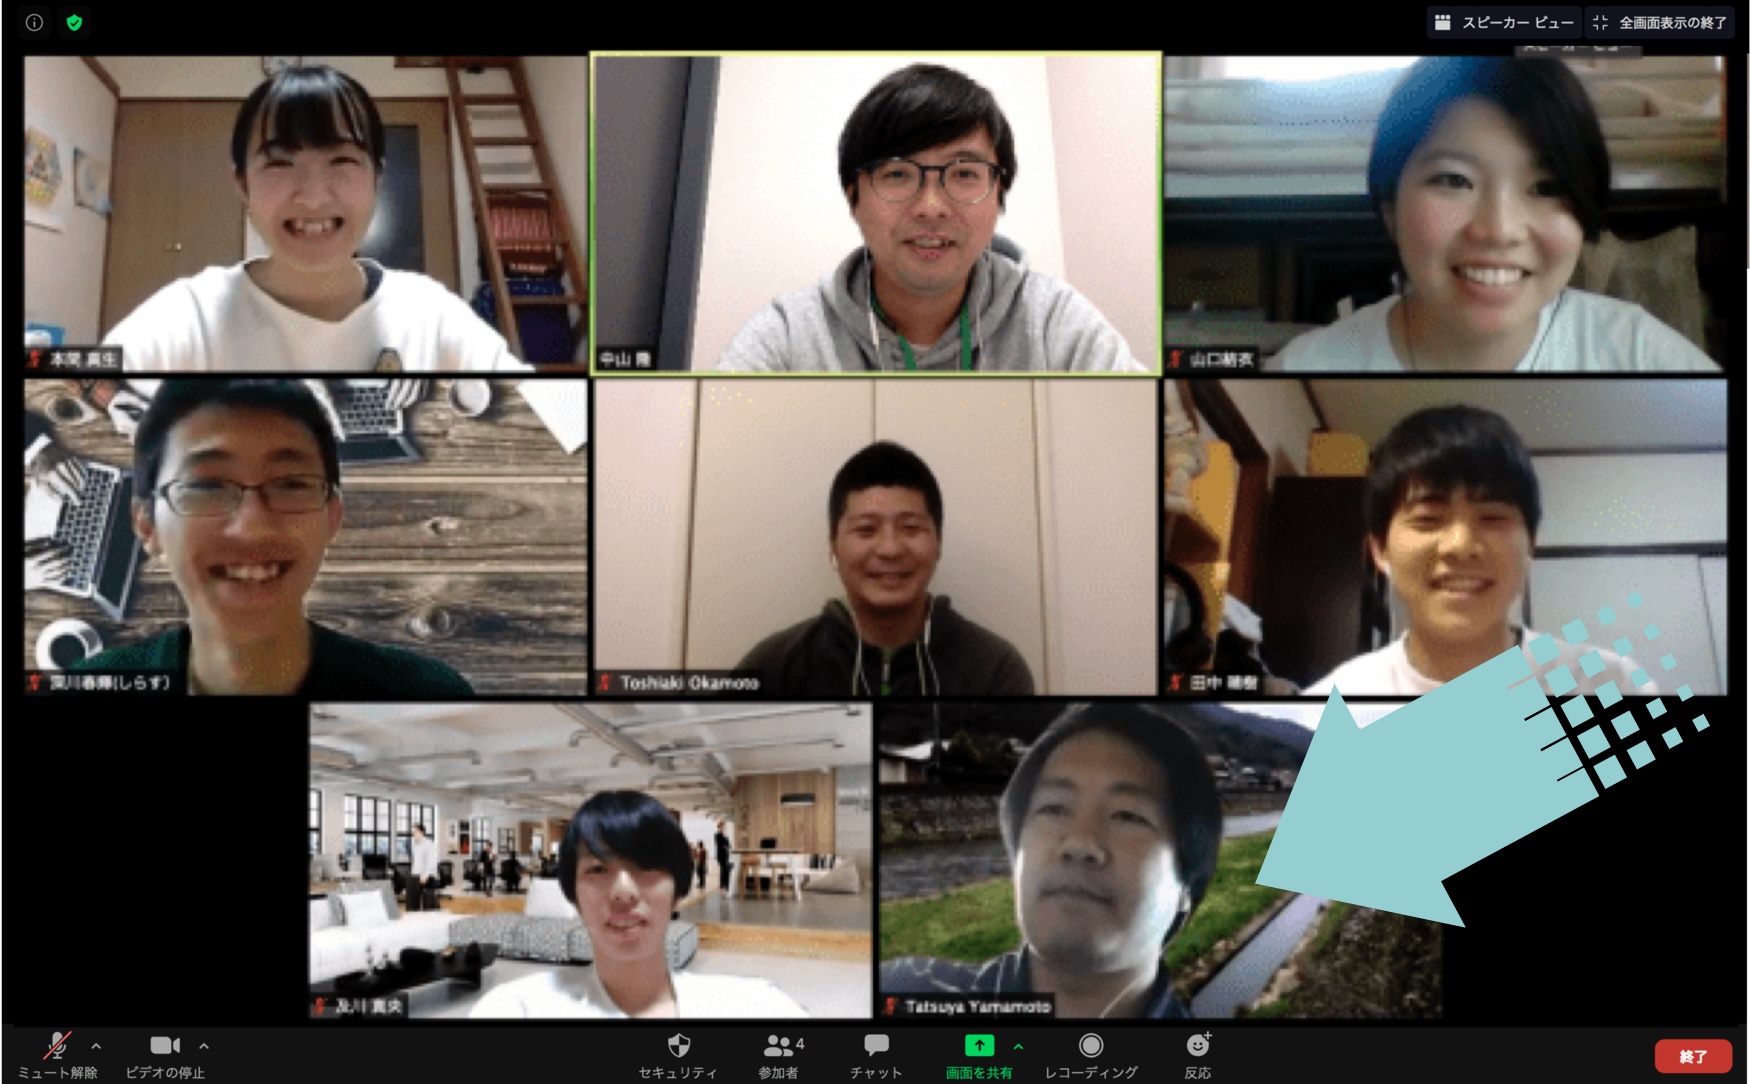 スピーカー ビュー
全画面表示の終了
本間 真生
中山 隆
山口結衣
深川春輝(しらす)
Toshiaki Okamoto
田中 穂樹
及川 真央
Tatsuya Yamamoto
ミュート解除
ビデオの停止
セキュリティ
4
参加者
チャット
画面を共有
レコーディング
反応
終了